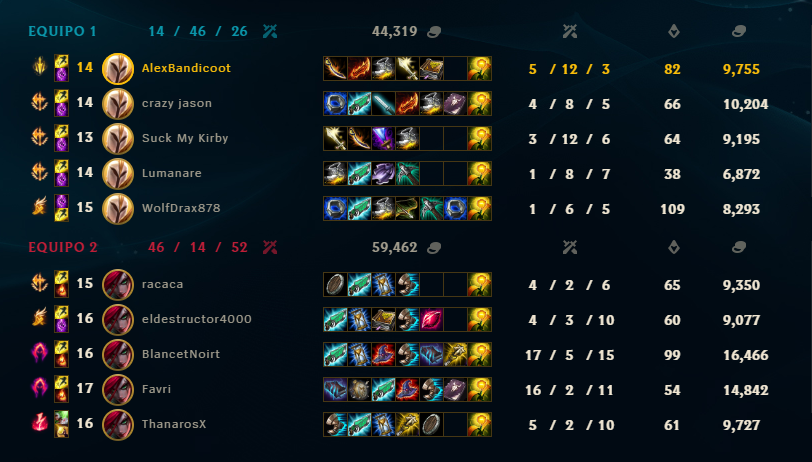 EQUIPO 1 14 / 46 / 26 44,319
14 AlexBandicoot 5 / 12 / 3 82 9,755
14 crazy jason 4 / 8 / 5 66 10,204
13 Suck My Kirby 3 / 12 / 6 64 9,195
14 Lumanare 1 / 8 / 7 38 6,872
15 WolfDrax878 1 / 6 / 5 109 8,293
EQUIPO 2 46 / 14 / 52 59,462
15 racaca 4 / 2 / 6 65 9,350
16 eldestructor4000 4 / 3 / 10 60 9,077
16 BlancetNoirt 17 / 5 / 15 99 16,466
17 Favri 16 / 2 / 11 54 14,842
16 ThanarosX 5 / 2 / 10 61 9,727